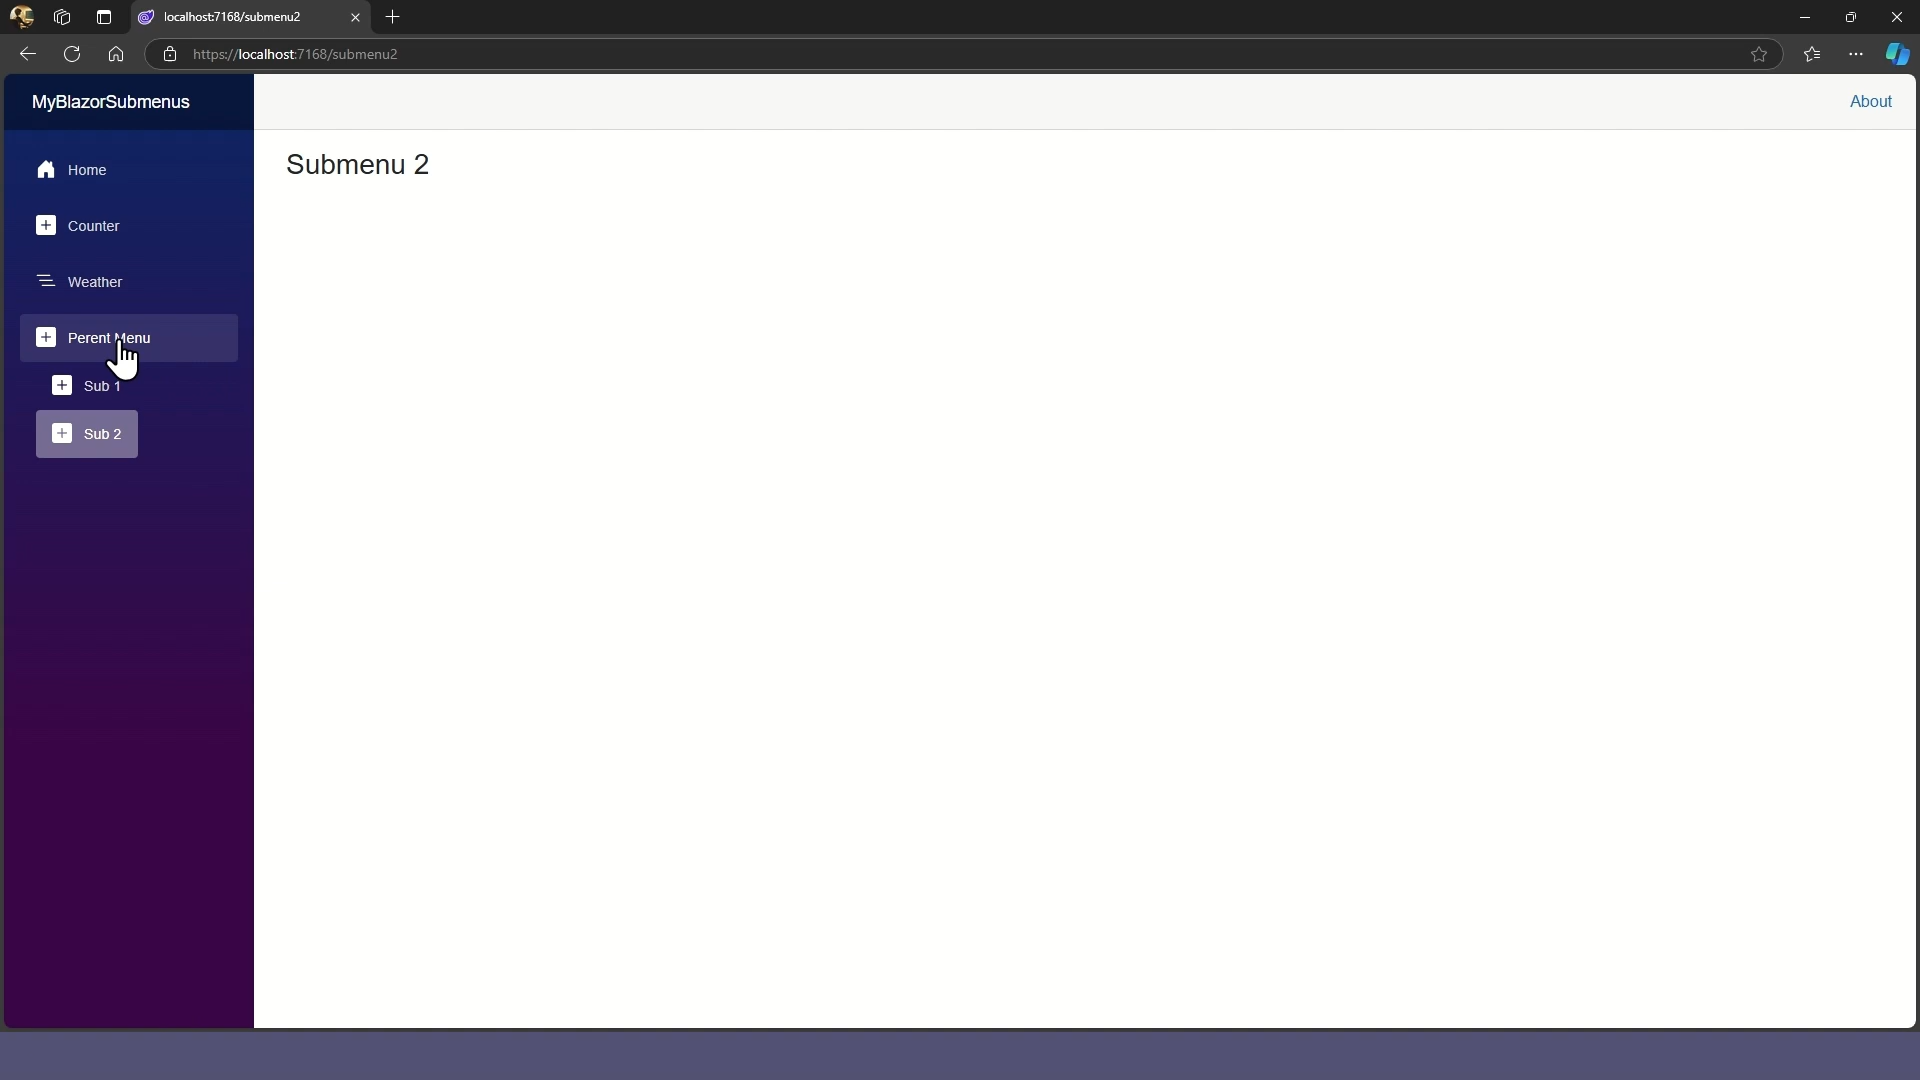 localhost:7168/submenu2
https://localhost:7168/submenu2
MyBlazorSubmenus
About
Submenu 2
Home
Counter
Weather
Perent Menu
Sub 1
Sub 2